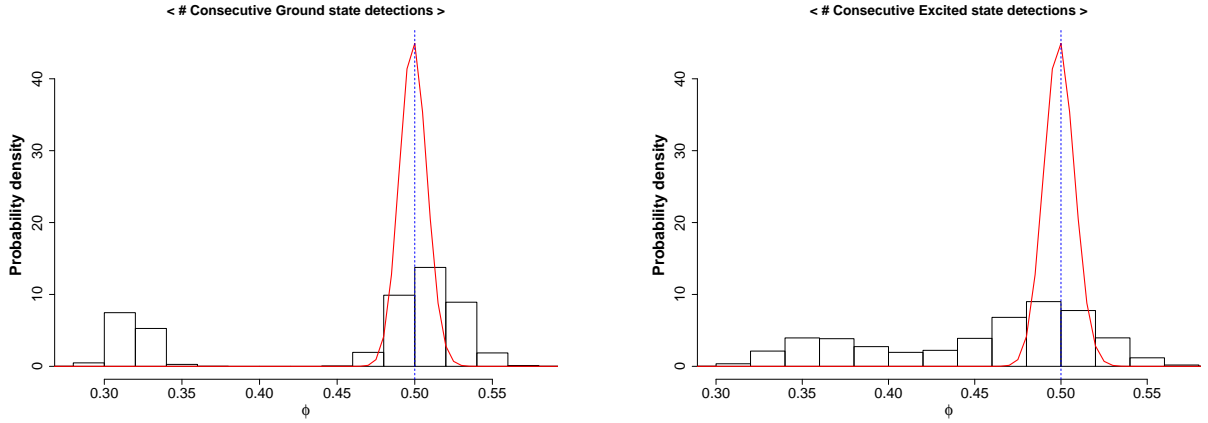 < # Consecutive Ground state detections >
Probability density
40
30
20
10
0
0.30 0.35 0.40 0.45 0.50 0.55
ϕ
< # Consecutive Excited state detections >
Probability density
40
30
20
10
0
0.30 0.35 0.40 0.45 0.50 0.55
ϕ